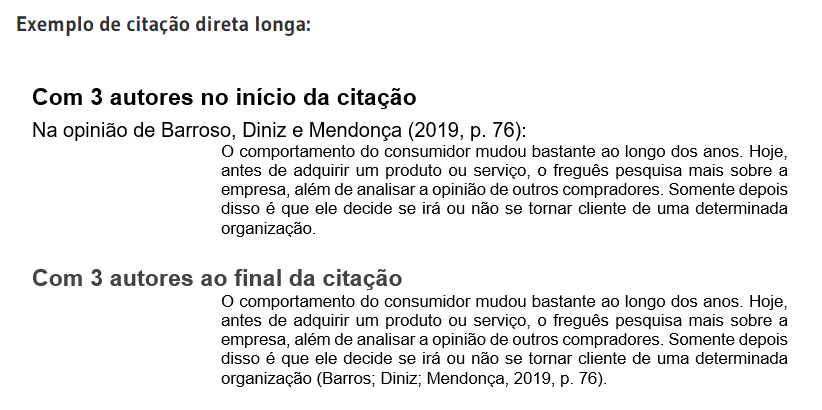 Exemplo de citação direta longa:
Com 3 autores no início da citação
Na opinião de Barroso, Diniz e Mendonça (2019, p. 76):
O comportamento do consumidor mudou bastante ao longo dos anos. Hoje,
antes de adquirir um produto ou serviço, o freguês pesquisa mais sobre a
empresa, além de analisar a opinião de outros compradores. Somente depois
disso é que ele decide se irá ou não se tornar cliente de uma determinada
organização.
Com 3 autores ao final da citação
O comportamento do consumidor mudou bastante ao longo dos anos. Hoje,
antes de adquirir um produto ou serviço, o freguês pesquisa mais sobre a
empresa, além de analisar a opinião de outros compradores. Somente depois
disso é que ele decide se irá ou não se tornar cliente de uma determinada
organização (Barros; Diniz; Mendonça, 2019, p. 76).